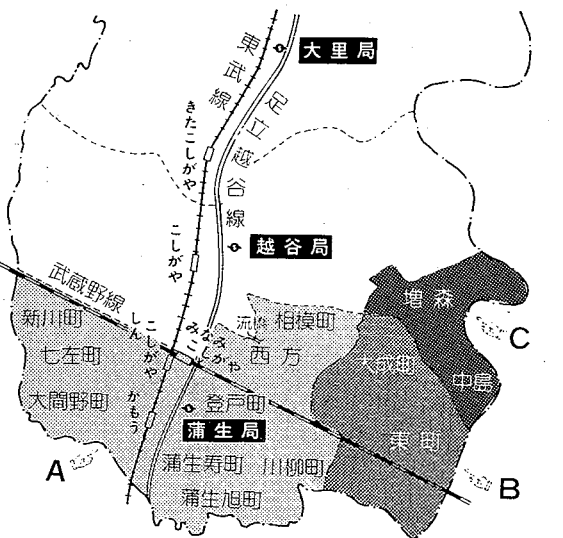 東武線
大里局
足立越谷線
きたこしがや
越谷局
こしがや
武蔵野線
新川町
しんこしがや
みなみこしがや
流橋
相模町
増森
七左町
西方
大成町
C
中島
大間野町
かもう
登戸町
蒲生局
東町
A
蒲生寿町
川柳町
B
蒲生旭町